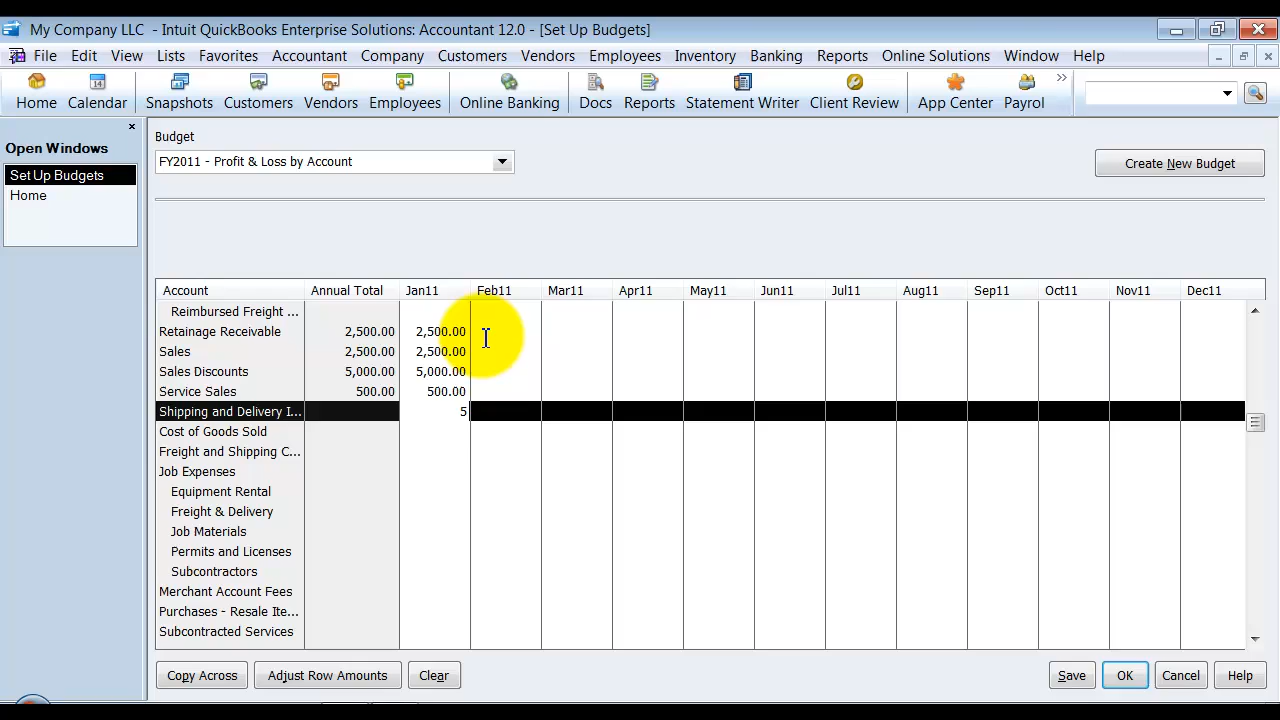 My Company LLC - Intuit QuickBooks Enterprise Solutions: Accountant 12.0 - [Set Up Budgets]
File Edit View Lists Favorites Accountant Company Customers Vendors Employees Inventory Banking Reports Online Solutions Window Help
Home Calendar Snapshots Customers Vendors Employees Online Banking Docs Reports Statement Writer Client Review App Center Payrol
Open Windows
Set Up Budgets
Home
Budget
FY2011 - Profit & Loss by Account
Create New Budget
Account Annual Total Jan11 Feb11 Mar11 Apr11 May11 Jun11 Jul11 Aug11 Sep11 Oct11 Nov11 Dec11
Reimbursed Freight ...
Retainage Receivable 2,500.00 2,500.00
Sales 2,500.00 2,500.00
Sales Discounts 5,000.00 5,000.00
Service Sales 500.00 500.00
Shipping and Delivery I... 5
Cost of Goods Sold
Freight and Shipping C...
Job Expenses
Equipment Rental
Freight & Delivery
Job Materials
Permits and Licenses
Subcontractors
Merchant Account Fees
Purchases - Resale Ite...
Subcontracted Services
Copy Across Adjust Row Amounts Clear Save OK Cancel Help